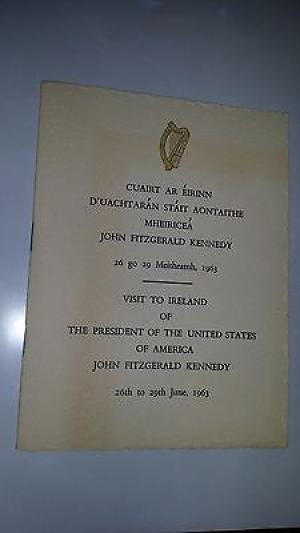 CUAIRT AR ÉIRINN
D'UACHTARÁN STÁIT AONTAITHE
MHEIRICEÁ
JOHN FITZGERALD KENNEDY
26 go 29 Meitheamh, 1963
VISIT TO IRELAND
OF
THE PRESIDENT OF THE UNITED STATES
OF AMERICA
JOHN FITZGERALD KENNEDY
26th to 29th June, 1963